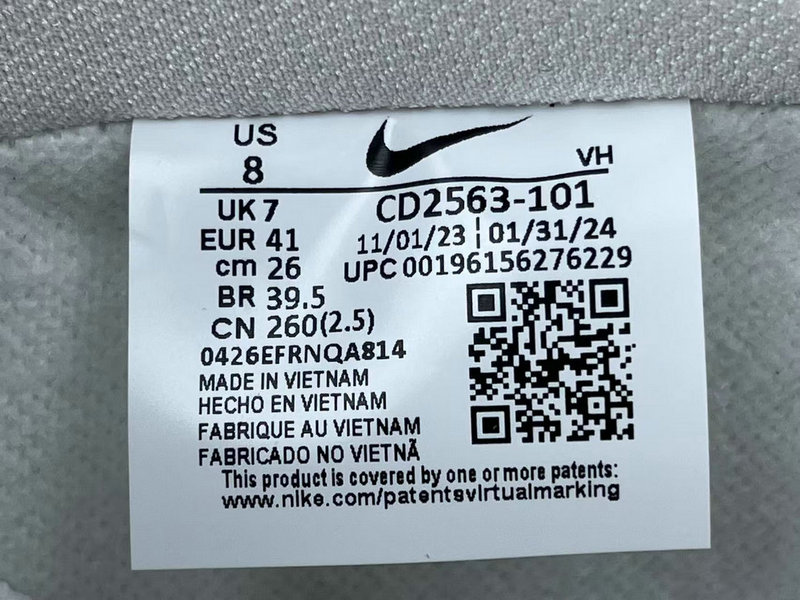 US
8
VH
UK 7
CD2563-101
EUR 41
11/01/23 | 01/31/24
cm 26
UPC 00196156276229
BR 39.5
CN 260(2.5)
0426EFRNQA814
MADE IN VIETNAM
HECHO EN VIETNAM
FABRIQUE AU VIETNAM
FABRICADO NO VIETNÃ
This product is covered by one or more patents:
www.nike.com/patentsvirtualmarking